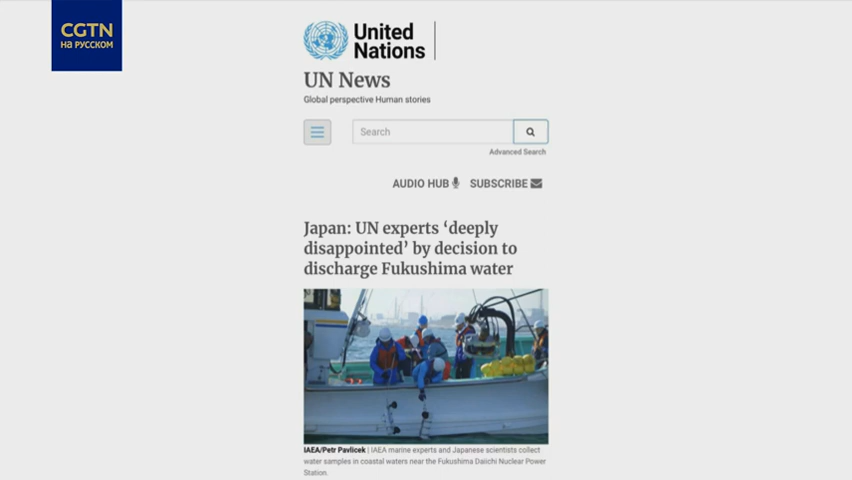 CGTN
НА РУССКОМ
United
Nations
UN News
Global perspective Human stories
Search
Advanced Search
AUDIO HUB SUBSCRIBE
Japan: UN experts ‘deeply
disappointed’ by decision to
discharge Fukushima water
IAEA/Petr Pavlicek | IAEA marine experts and Japanese scientists collect
water samples in coastal waters near the Fukushima Daiichi Nuclear Power
Station.